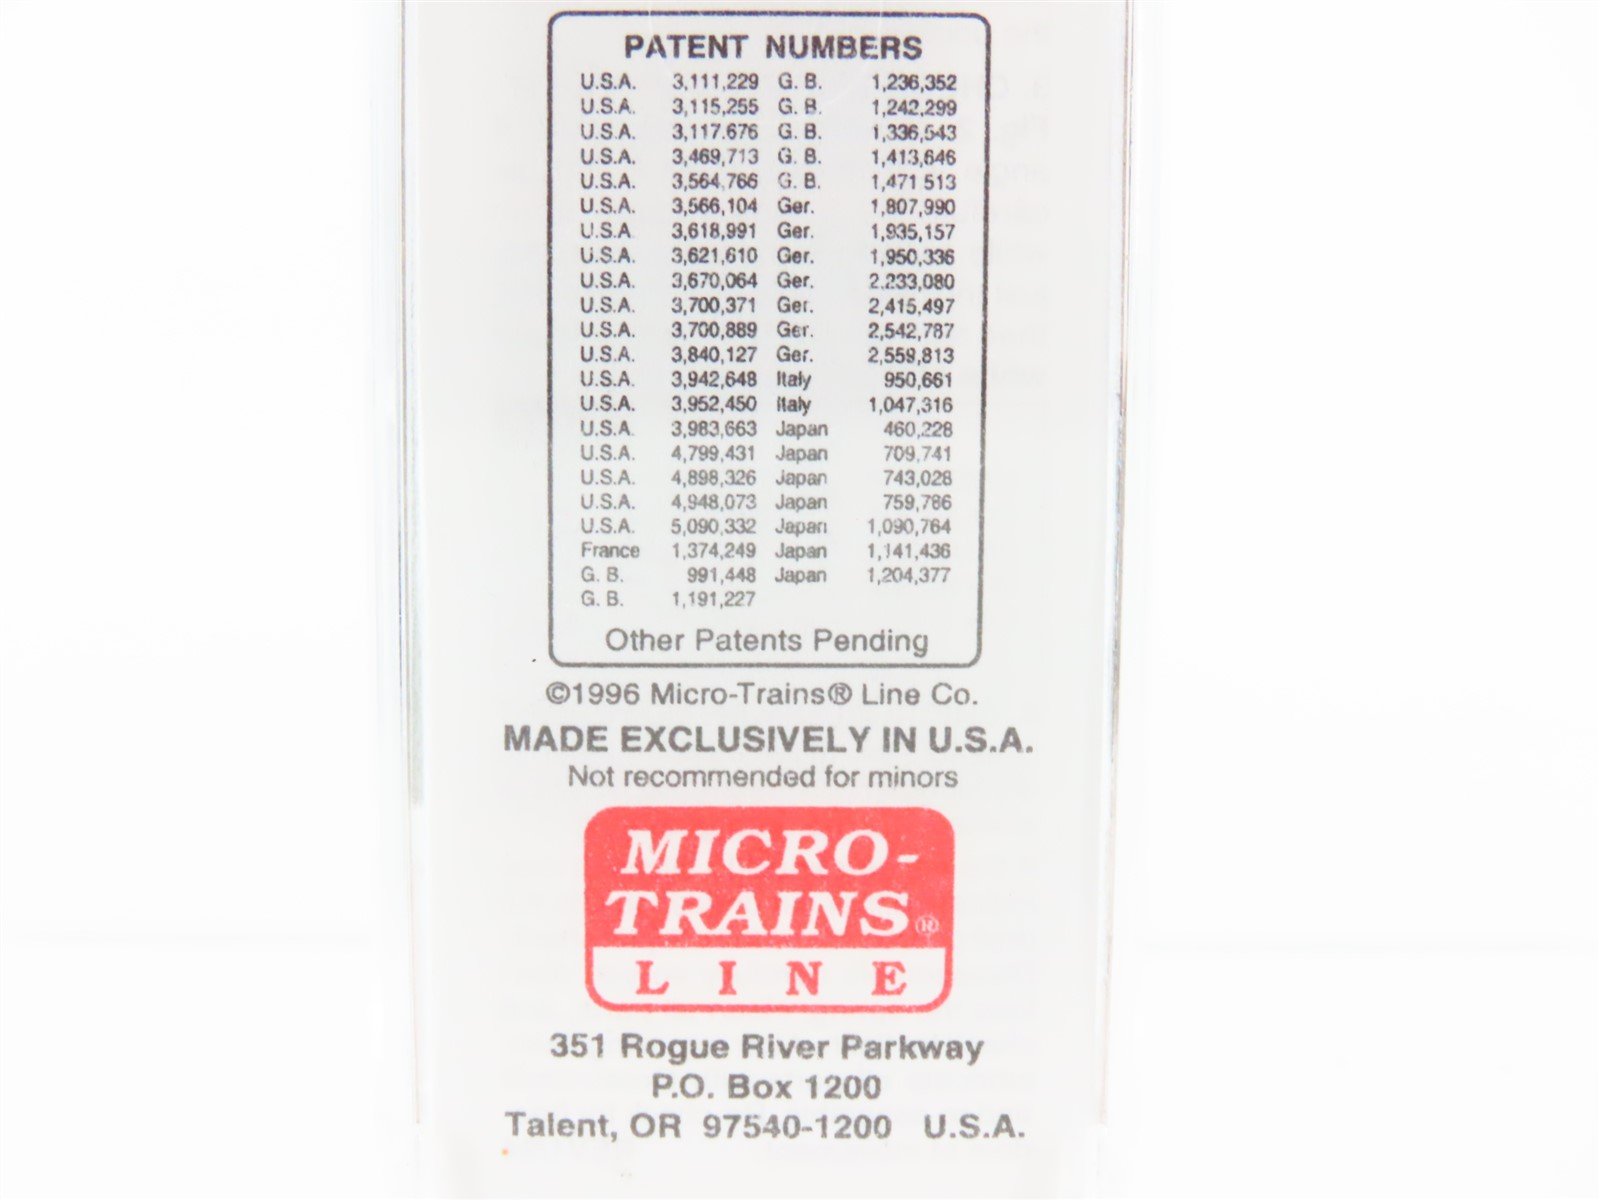 PATENT NUMBERS
U.S.A. 3,111,229 G. B. 1,236,352
U.S.A. 3,115,255 G. B. 1,242,299
U.S.A. 3,117,676 G. B. 1,336,543
U.S.A. 3,469,713 G. B. 1,413,646
U.S.A. 3,564,766 G. B. 1,471 513
U.S.A. 3,566,104 Ger. 1,807,990
U.S.A. 3,618,991 Ger. 1,935,157
U.S.A. 3,621,610 Ger. 1,950,336
U.S.A. 3,670,064 Ger. 2,233,080
U.S.A. 3,700,371 Ger. 2,415,497
U.S.A. 3,700,889 Ger. 2,542,787
U.S.A. 3,840,127 Ger. 2,559,813
U.S.A. 3,942,648 Italy 950,661
U.S.A. 3,952,450 Italy 1,047,316
U.S.A. 3,983,663 Japan 460,228
U.S.A. 4,799,431 Japan 709,741
U.S.A. 4,898,326 Japan 743,028
U.S.A. 4,948,073 Japan 759,786
U.S.A. 5,090,332 Japan 1,090,764
France 1,374,249 Japan 1,141,436
G. B. 991,448 Japan 1,204,377
G. B. 1,191,227
Other Patents Pending
©1996 Micro-Trains® Line Co.
MADE EXCLUSIVELY IN U.S.A.
Not recommended for minors
MICRO-
TRAINS®
LINE
351 Rogue River Parkway
P.O. Box 1200
Talent, OR 97540-1200 U.S.A.